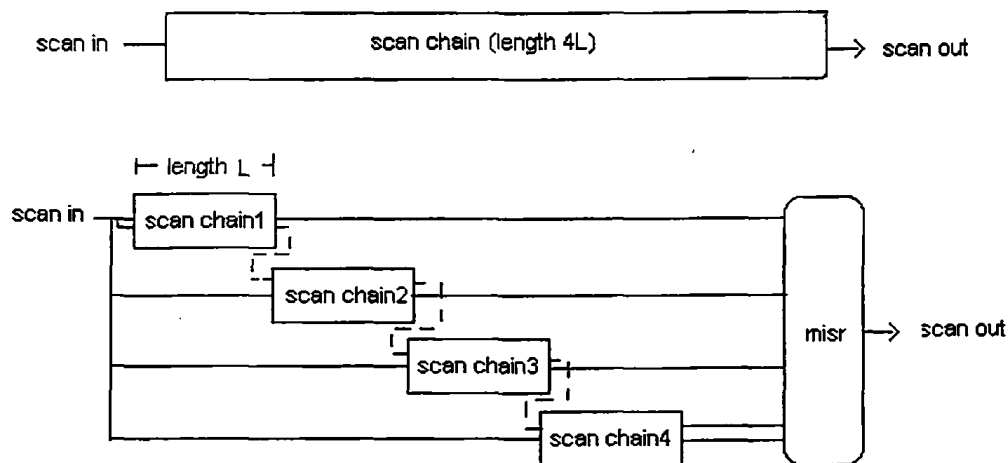 scan in
scan chain (length 4L)
scan out
length L
scan in
scan chain1
scan chain2
scan chain3
scan chain4
misr
scan out